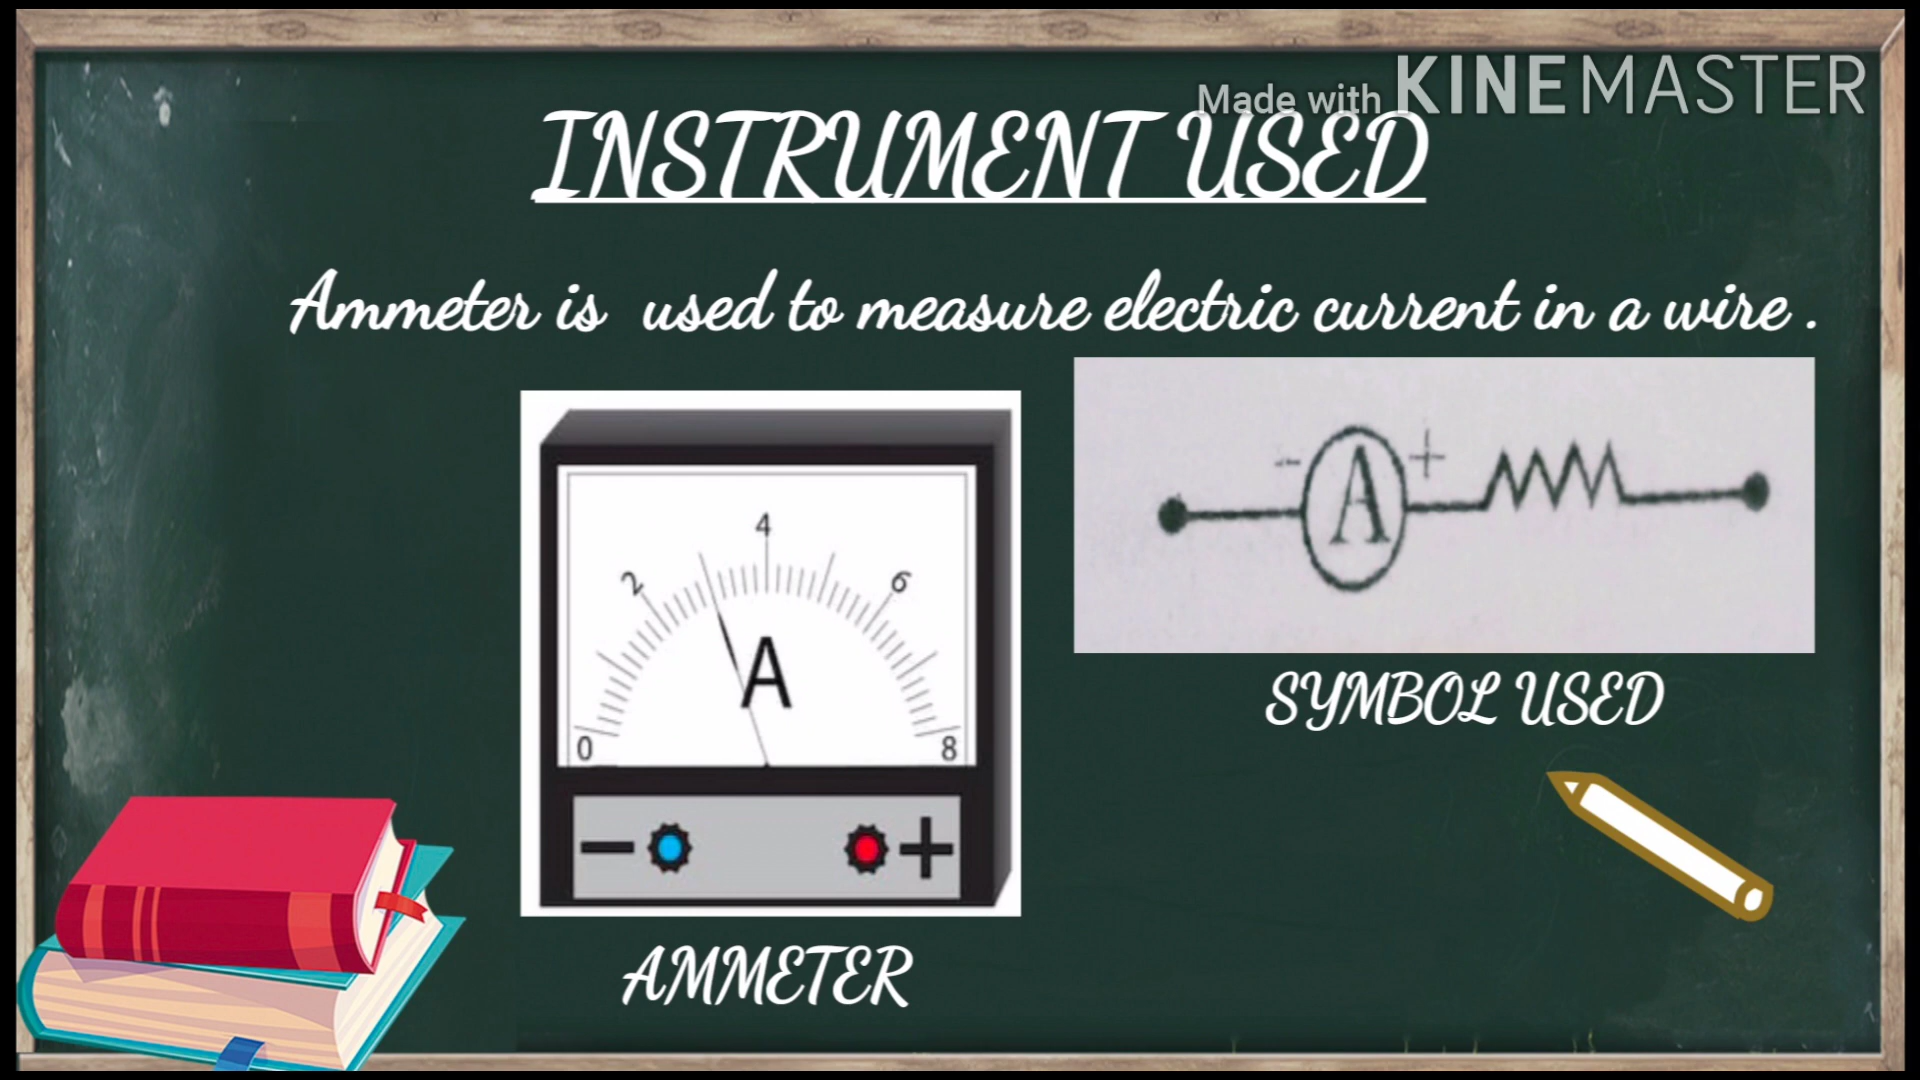 Made with KINEMASTER
INSTRUMENT USED
Ammeter is used to measure electric current in a wire .
4
2
6
A
0
8
- +
AMMETER
- A +
SYMBOL USED